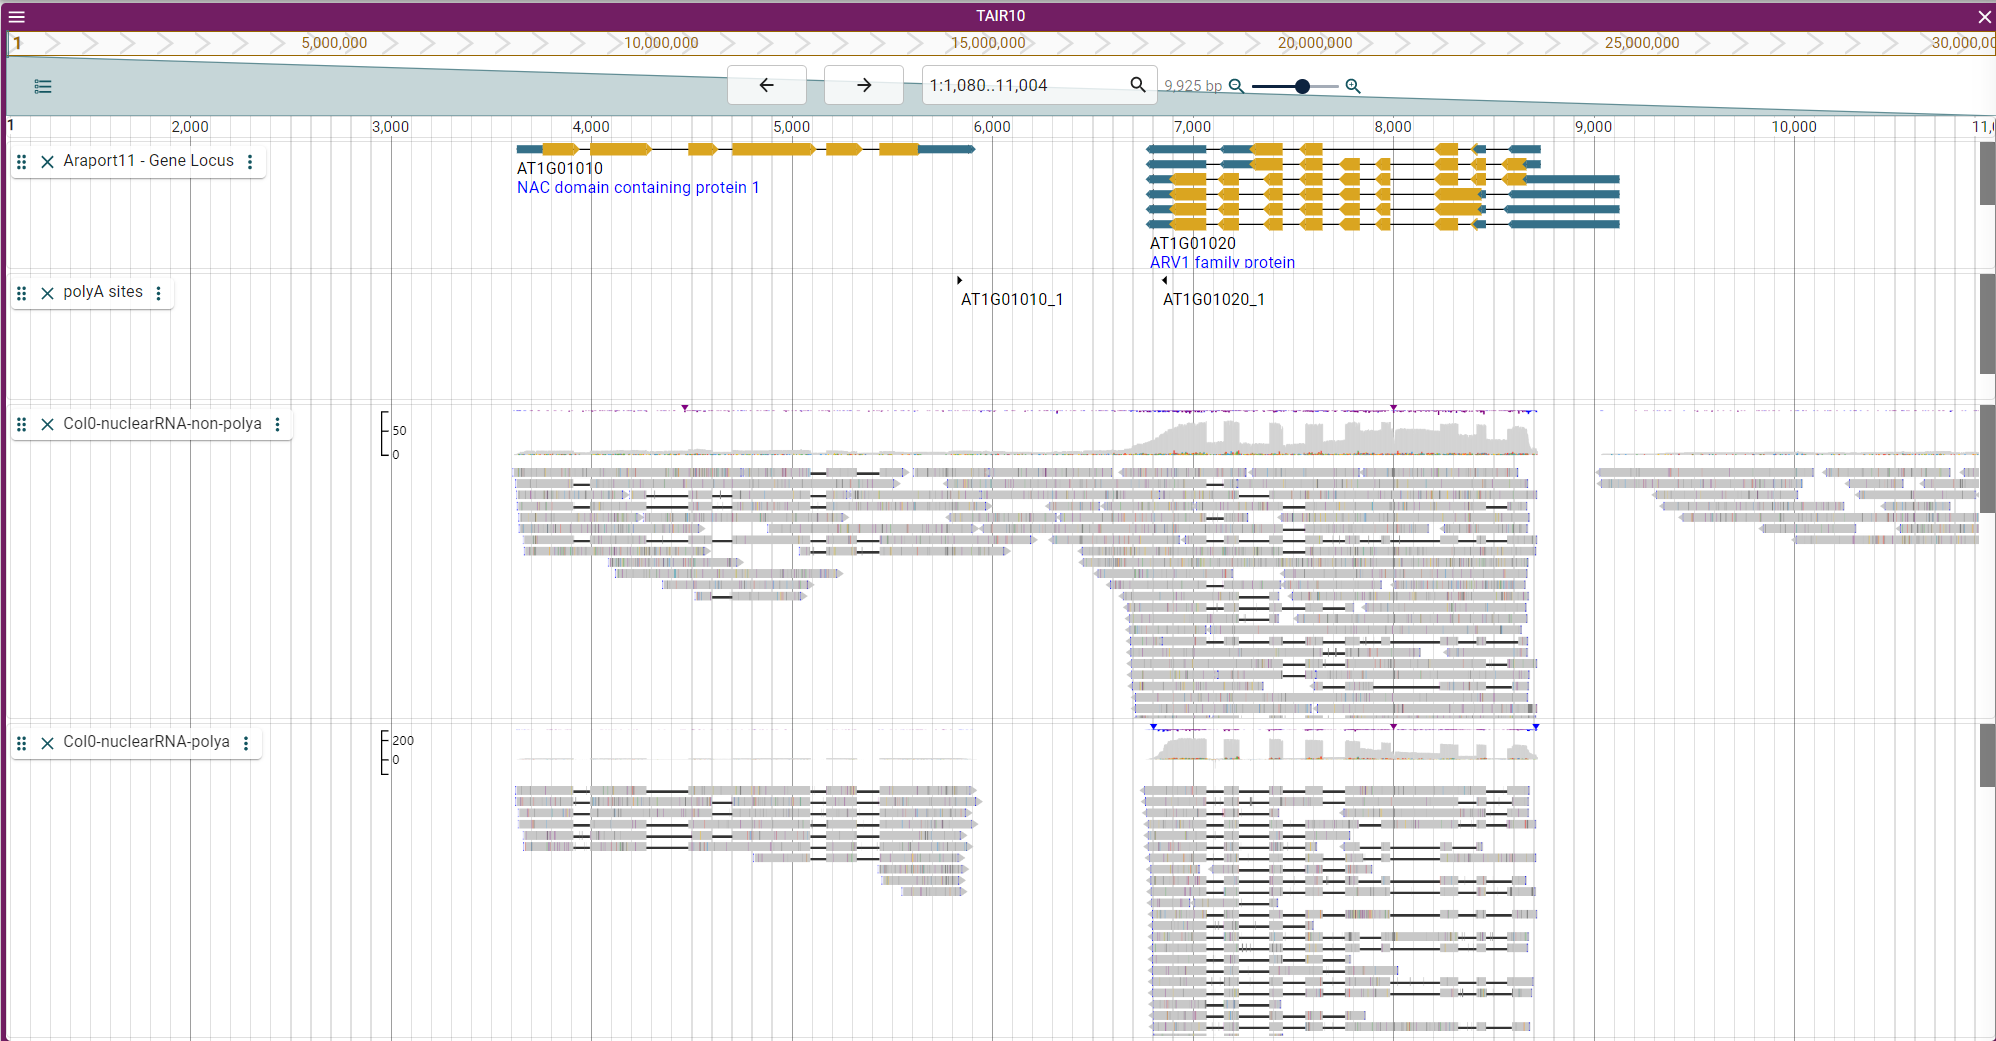 TAIR10
1 5,000,000 10,000,000 15,000,000 20,000,000 25,000,000 30,000,0
1:1,080..11,004 9,925 bp
1 2,000 3,000 4,000 5,000 6,000 7,000 8,000 9,000 10,000 11,
Araport11 - Gene Locus
AT1G01010
NAC domain containing protein 1
AT1G01020
ARV1 family protein
polyA sites
AT1G01010_1 AT1G01020_1
Col0-nuclearRNA-non-polya
50
0
Col0-nuclearRNA-polya
200
0